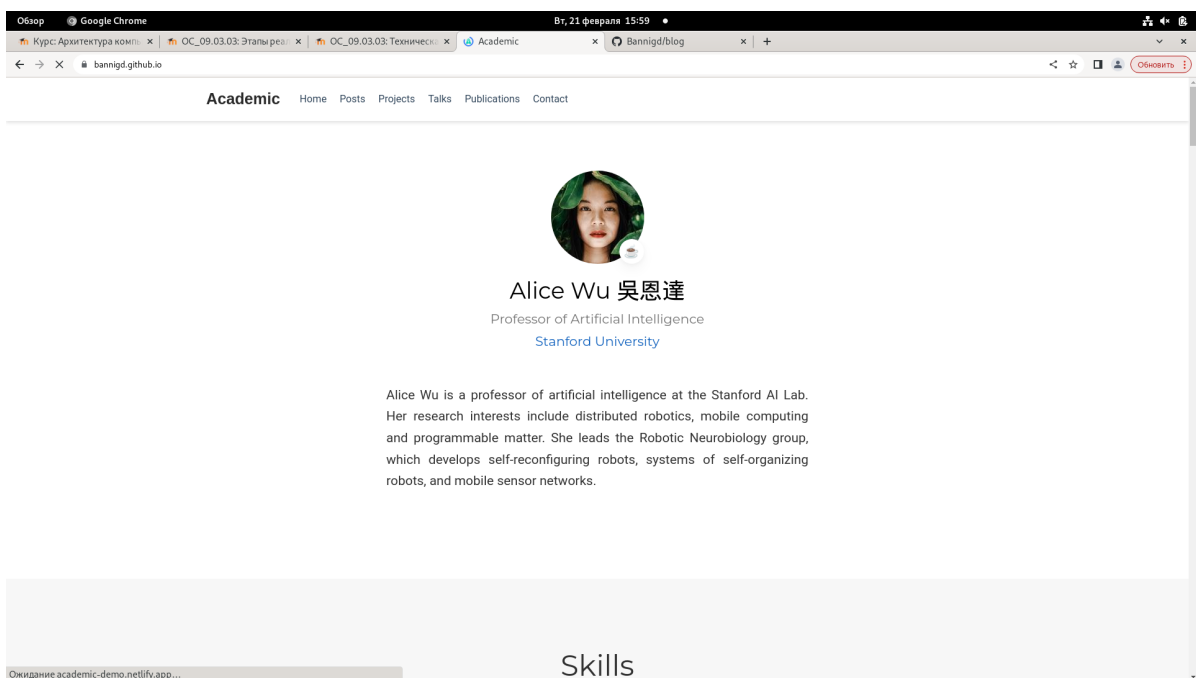 Обзор Google Chrome Вт, 21 февраля 15:59
Курс: Архитектура компь ОС_09.03.03: Этапы реал ОС_09.03.03: Техническа Academic Bannigd/blog
bannigd.github.io Обновить
Academic Home Posts Projects Talks Publications Contact
Alice Wu 吳恩達
Professor of Artificial Intelligence
Stanford University
Alice Wu is a professor of artificial intelligence at the Stanford AI Lab.
Her research interests include distributed robotics, mobile computing
and programmable matter. She leads the Robotic Neurobiology group,
which develops self-reconfiguring robots, systems of self-organizing
robots, and mobile sensor networks.
Skills
Ожидание academic-demo.netlify.app...